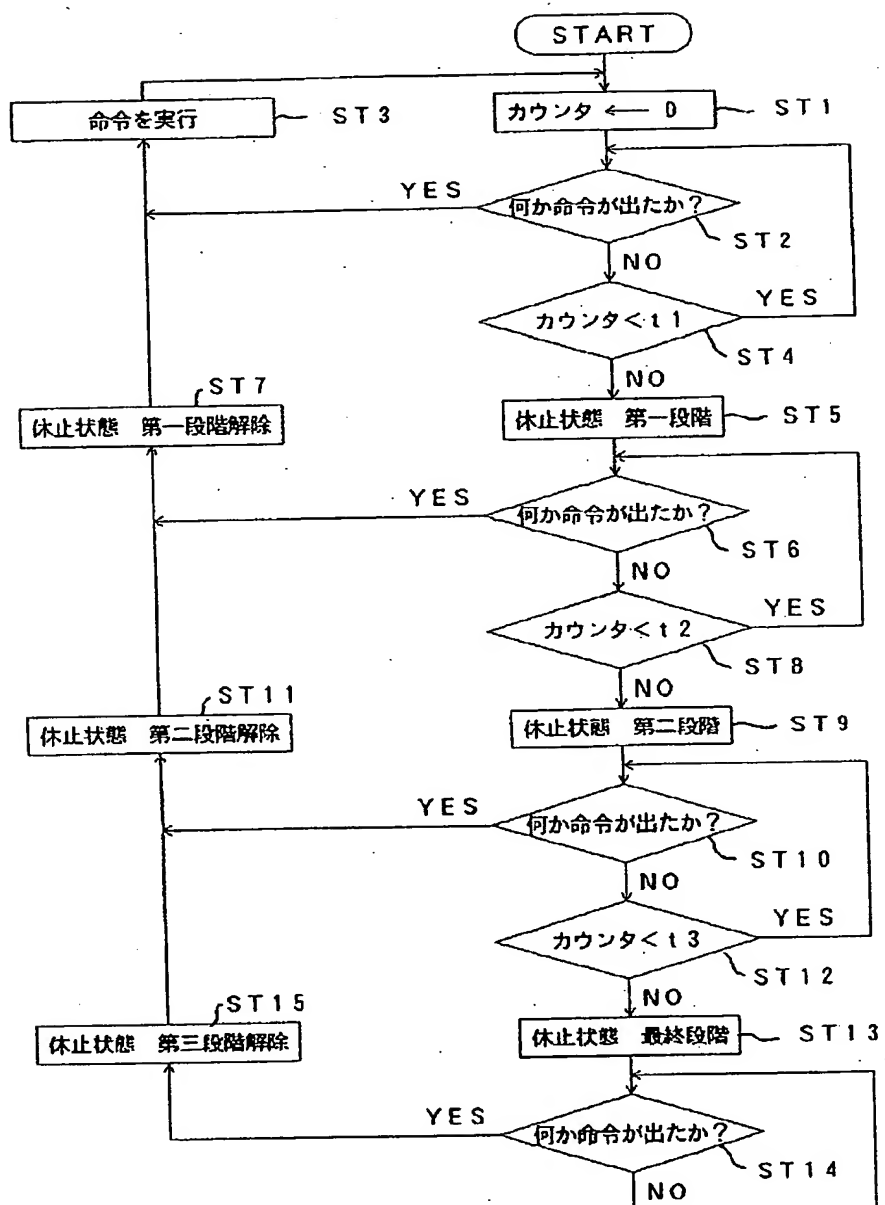 START
命令を実行
ST3
カウンタ ← 0
ST1
YES
何か命令が出たか?
ST2
NO
カウンタ<t1
YES
ST4
NO
ST7
休止状態 第一段階解除
休止状態 第一段階
ST5
YES
何か命令が出たか?
ST6
NO
カウンタ<t2
YES
ST8
NO
ST11
休止状態 第二段階解除
休止状態 第二段階
ST9
YES
何か命令が出たか?
ST10
NO
カウンタ<t3
YES
ST12
NO
ST15
休止状態 第三段階解除
休止状態 最終段階
ST13
YES
何か命令が出たか?
ST14
NO